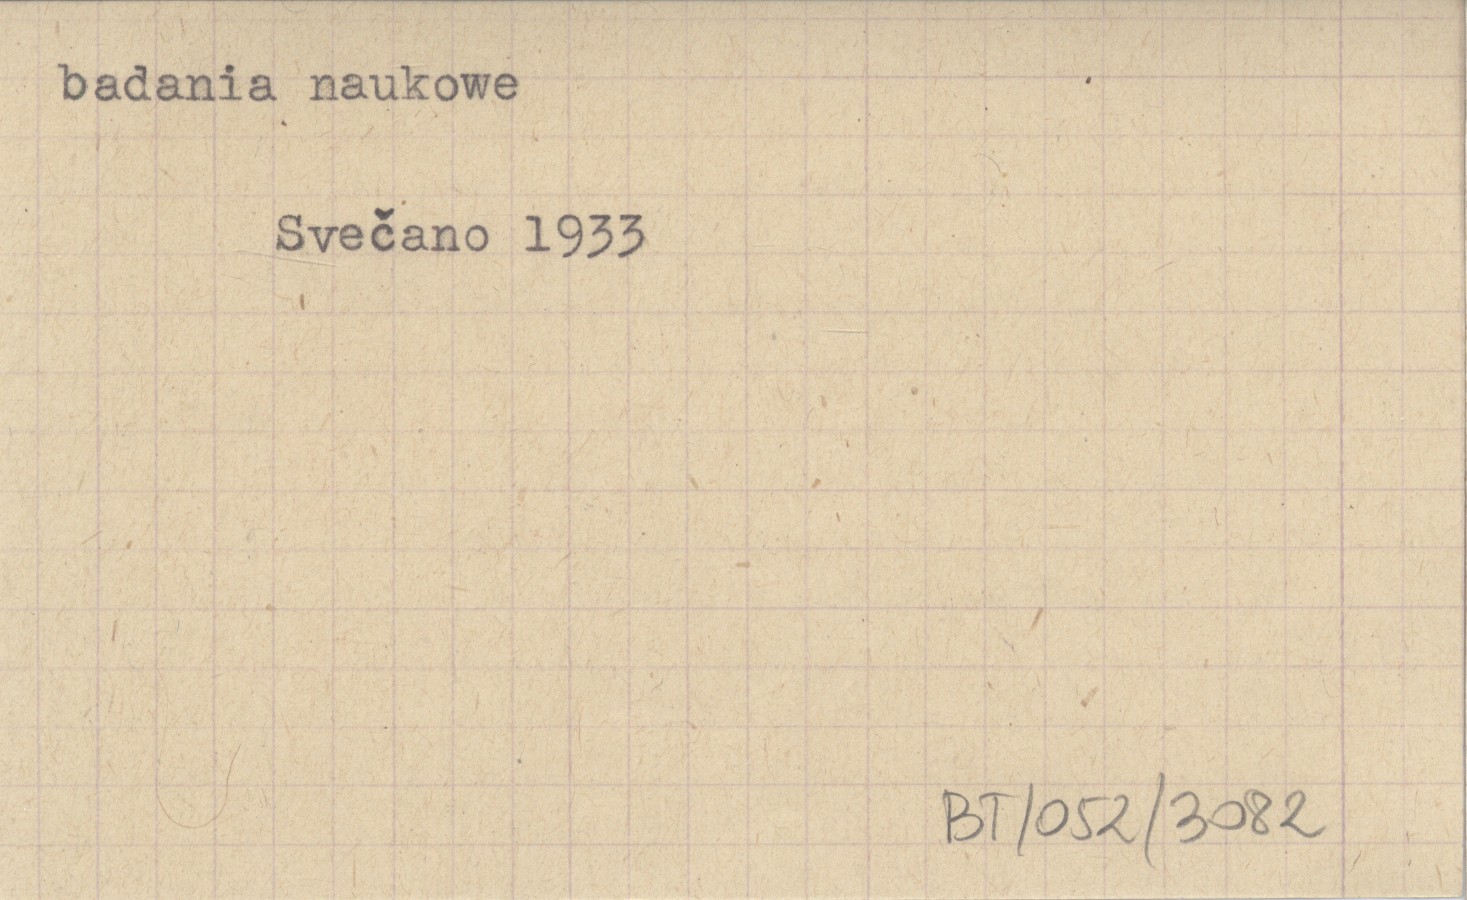 badania naukowe
Svečano 1933
BT/052/3082